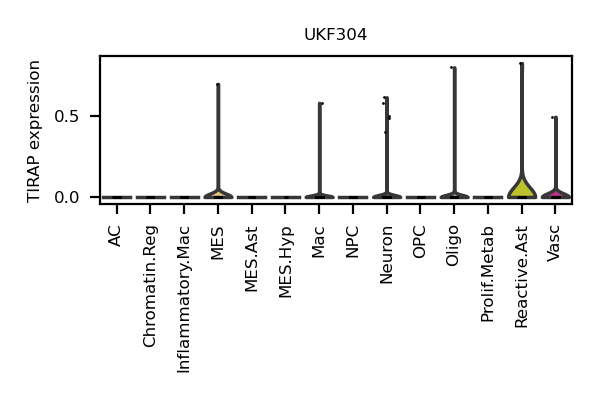 UKF304
TIRAP expression
0.5
0.0
AC
Chromatin.Reg
Inflammatory.Mac
MES
MES.Ast
MES.Hyp
Mac
NPC
Neuron
OPC
Oligo
Prolif.Metab
Reactive.Ast
Vasc